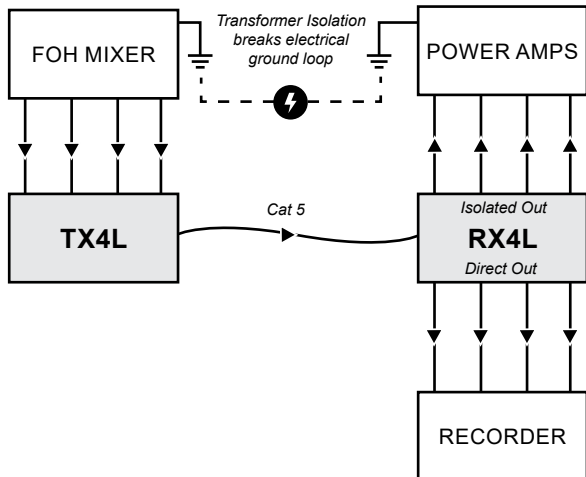 Transformer Isolation
breaks electrical
ground loop
FOH MIXER
POWER AMPS
Cat 5
TX4L
Isolated Out
RX4L
Direct Out
RECORDER